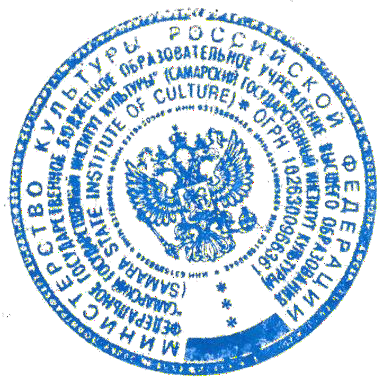 МИНИСТЕРСТВО КУЛЬТУРЫ РОССИЙСКОЙ ФЕДЕРАЦИИ
ФЕДЕРАЛЬНОЕ ГОСУДАРСТВЕННОЕ БЮДЖЕТНОЕ ОБРАЗОВАТЕЛЬНОЕ УЧРЕЖДЕНИЕ ВЫСШЕГО ОБРАЗОВАНИЯ
"САМАРСКИЙ ГОСУДАРСТВЕННЫЙ ИНСТИТУТ КУЛЬТУРЫ" (САМАРСКИЙ ГОСУДАРСТВЕННЫЙ ИНСТИТУТ КУЛЬТУРЫ)
(SAMARA STATE INSTITUTE OF CULTURE) * ОГРН 1026300966361
* * *